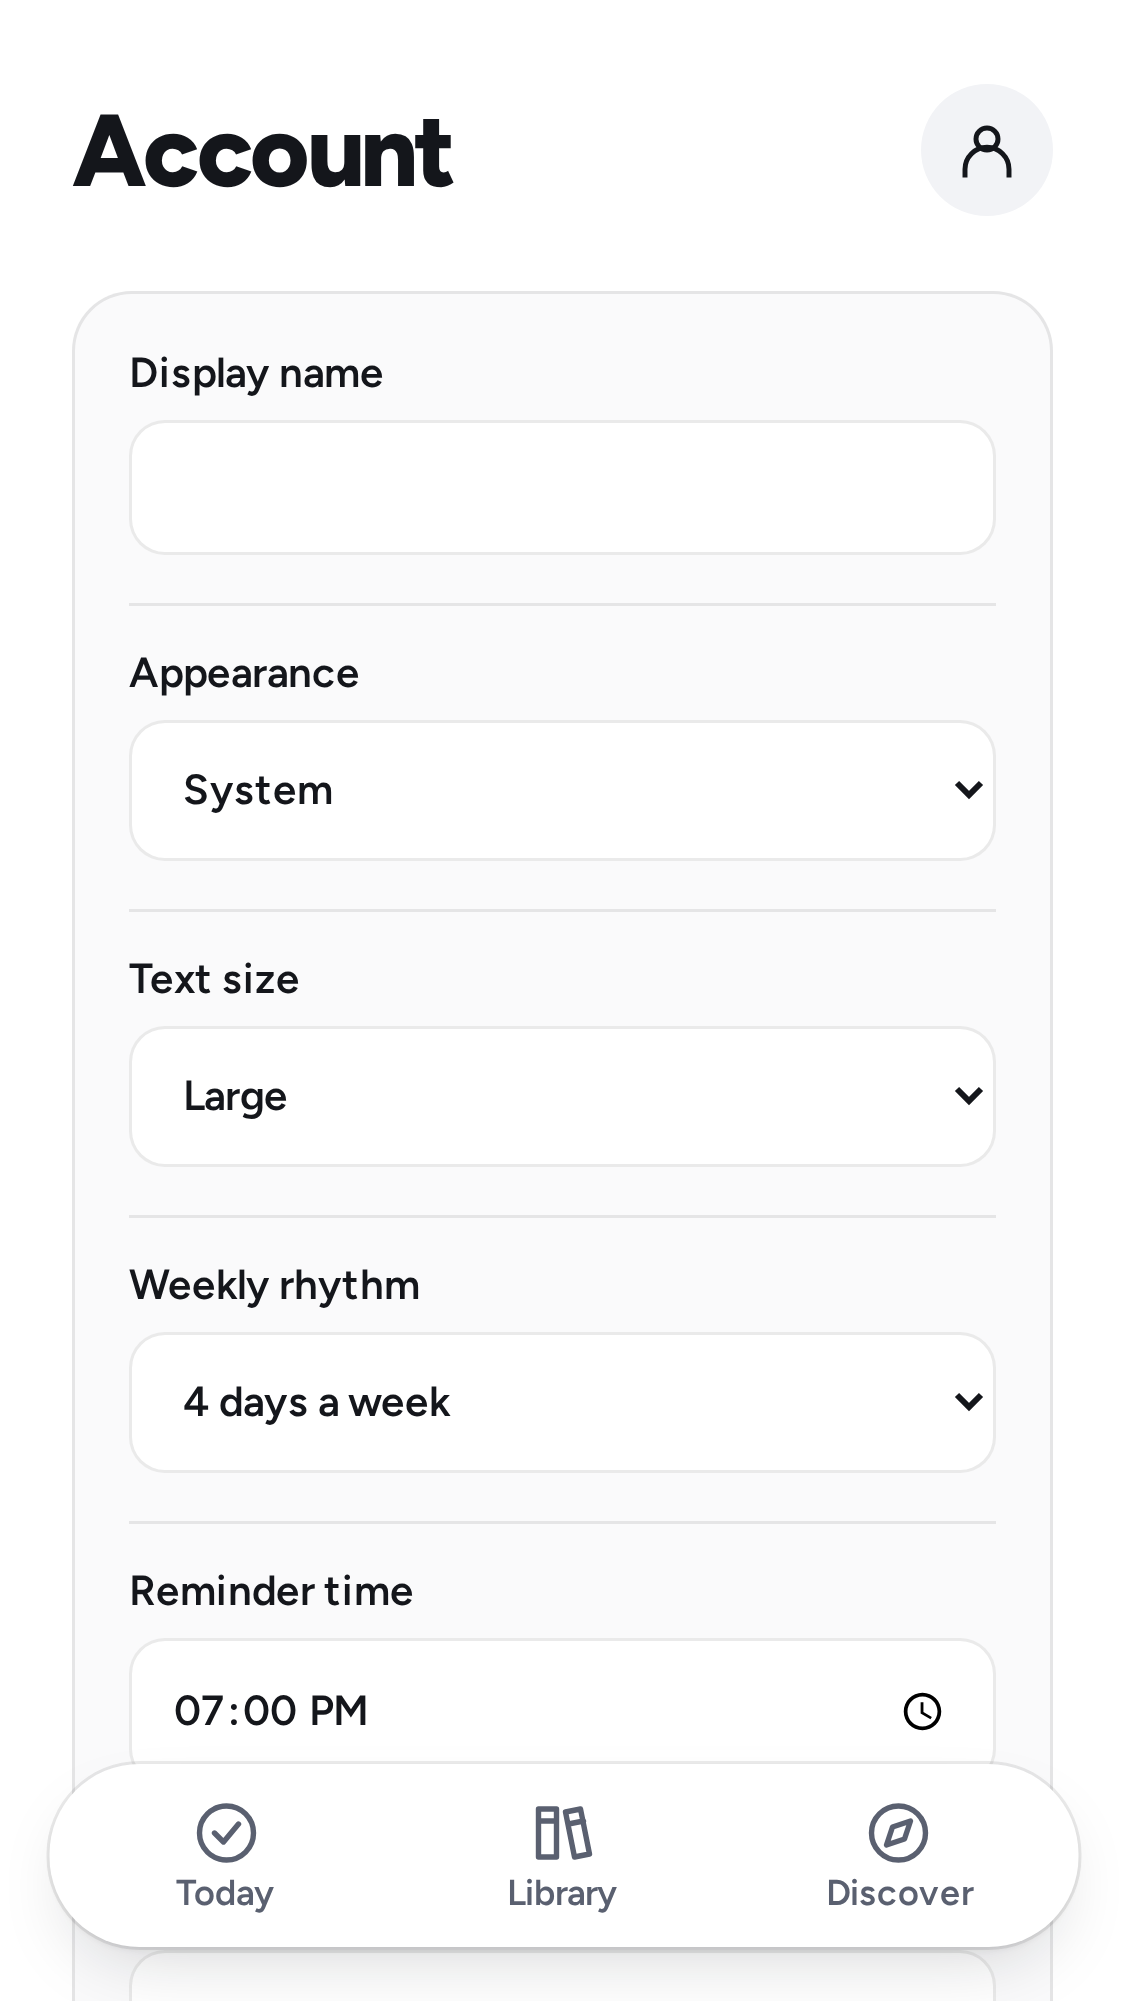 Account
Display name
Appearance
System
Text size
Large
Weekly rhythm
4 days a week
Reminder time
07:00 PM
Today
Library
Discover